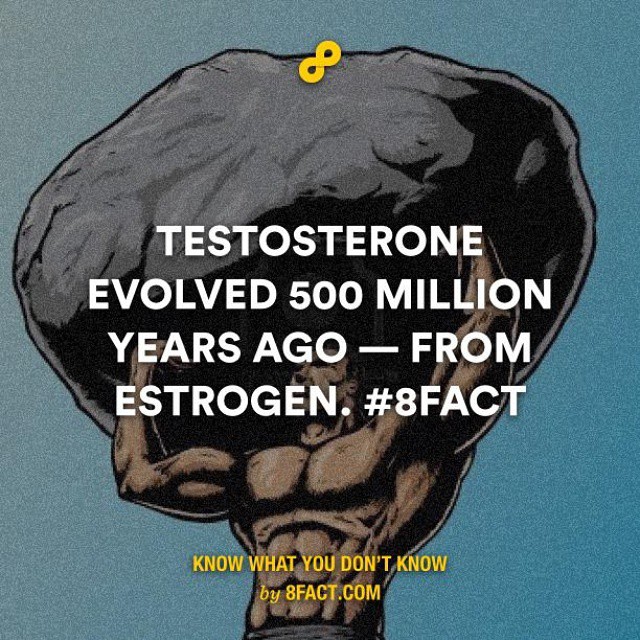 TESTOSTERONE
EVOLVED 500 MILLION
YEARS AGO — FROM
ESTROGEN. #8FACT
KNOW WHAT YOU DON'T KNOW
by 8FACT.COM